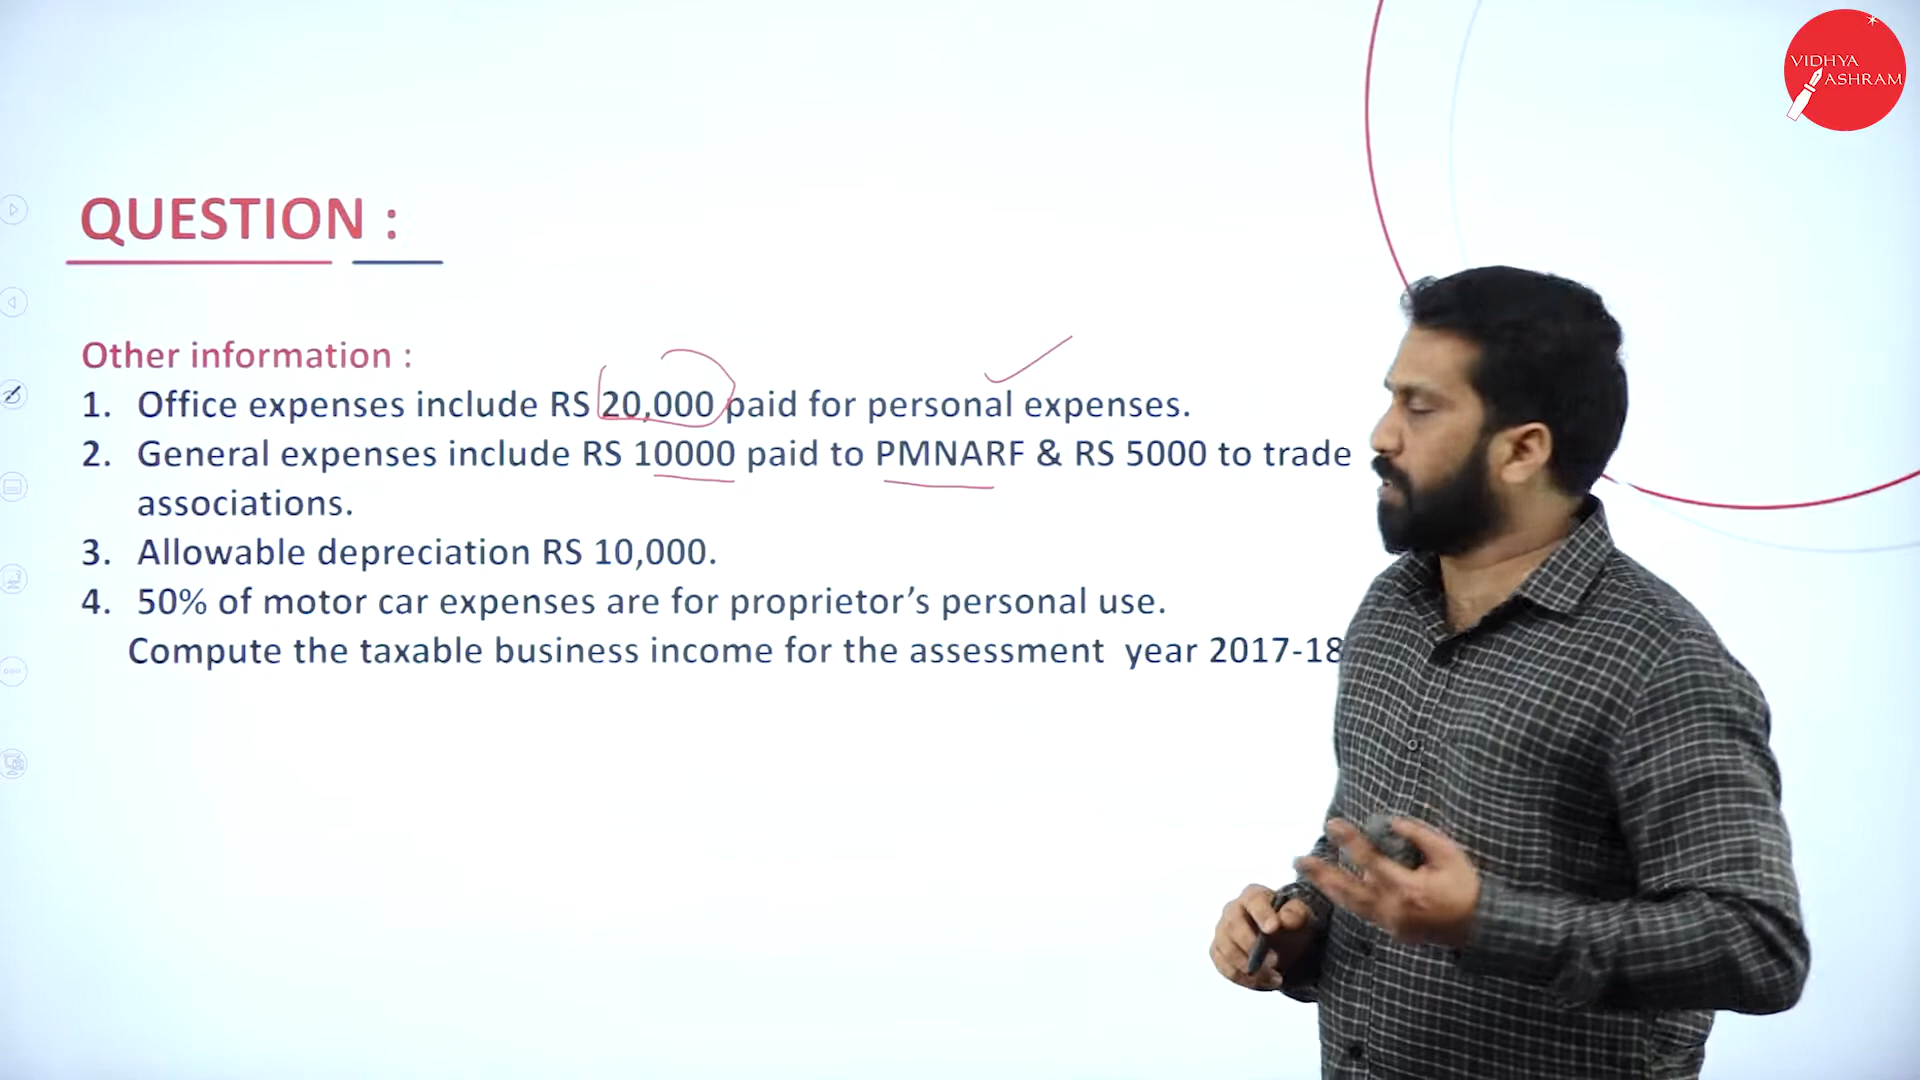 VIDHYA
ASHRAM
QUESTION :
Other information :
1. Office expenses include RS 20,000 paid for personal expenses.
2. General expenses include RS 10000 paid to PMNARF & RS 5000 to trade
associations.
3. Allowable depreciation RS 10,000.
4. 50% of motor car expenses are for proprietor’s personal use.
Compute the taxable business income for the assessment year 2017-18